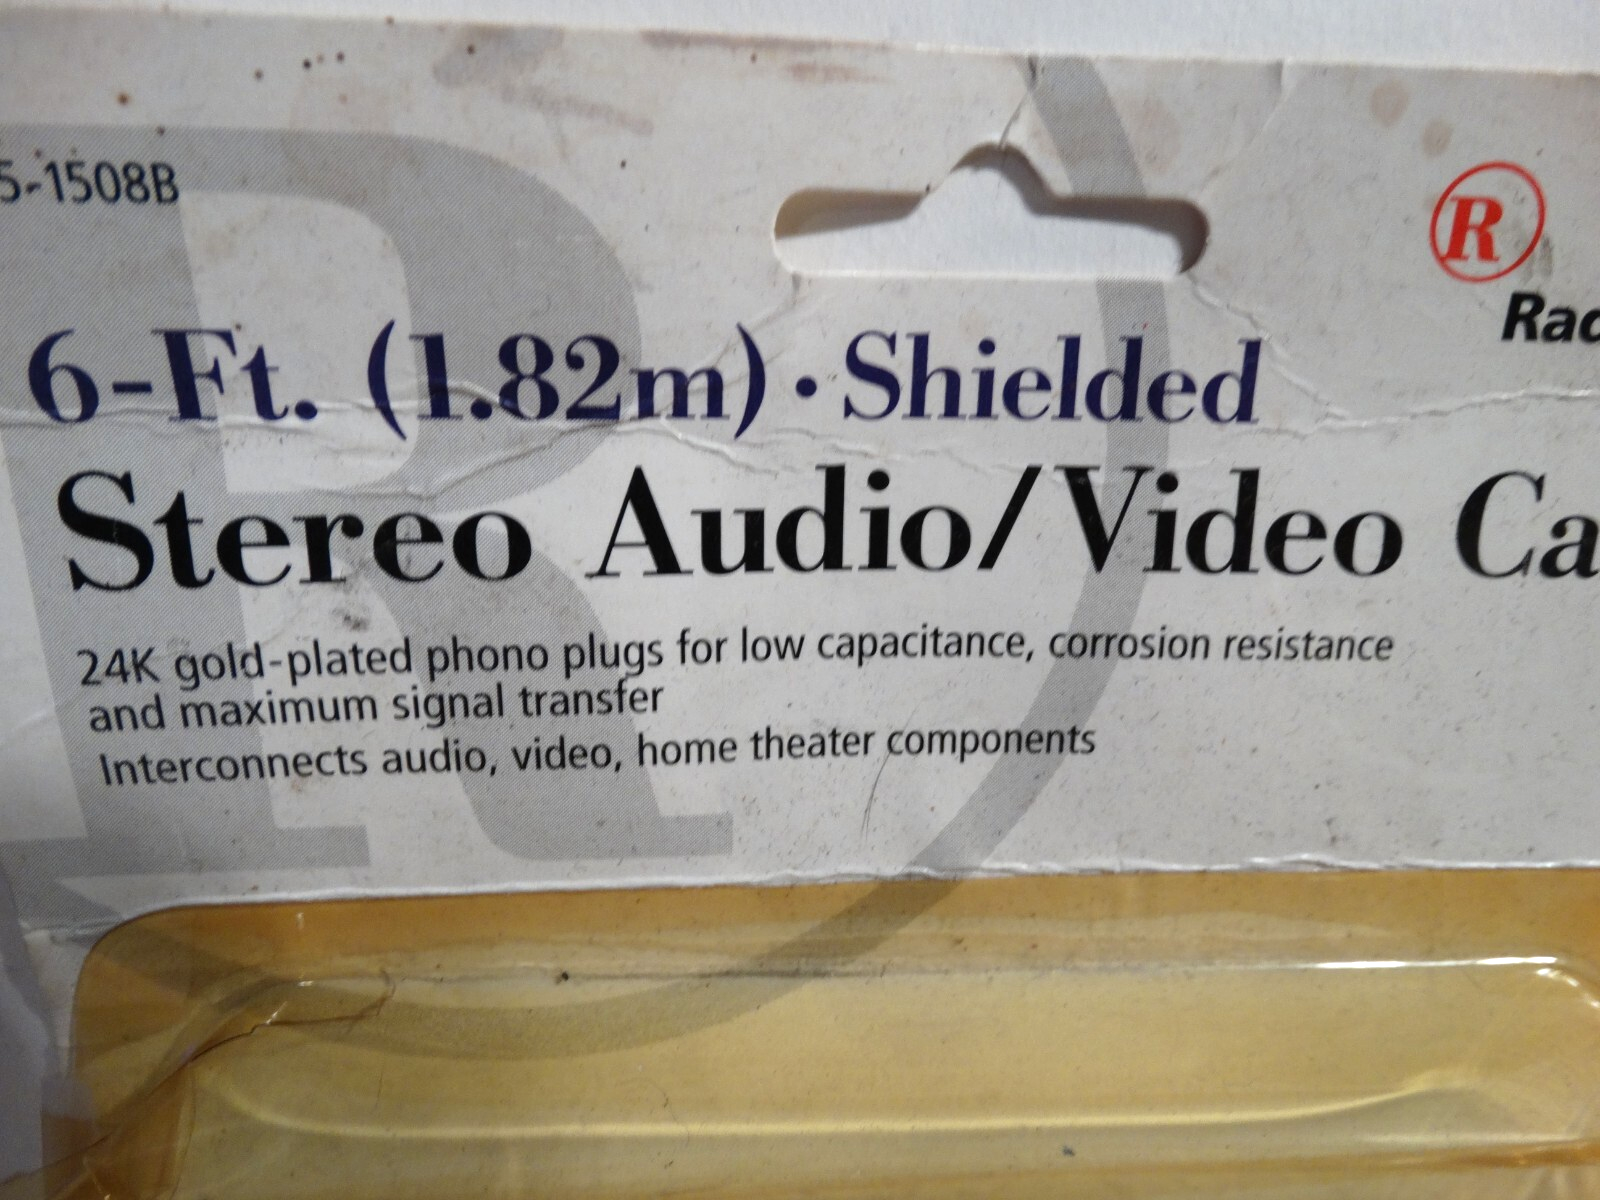 5-1508B
R
Rad
6-Ft. (1.82m) • Shielded
Stereo Audio/Video Ca
24K gold-plated phono plugs for low capacitance, corrosion resistance
and maximum signal transfer
Interconnects audio, video, home theater components